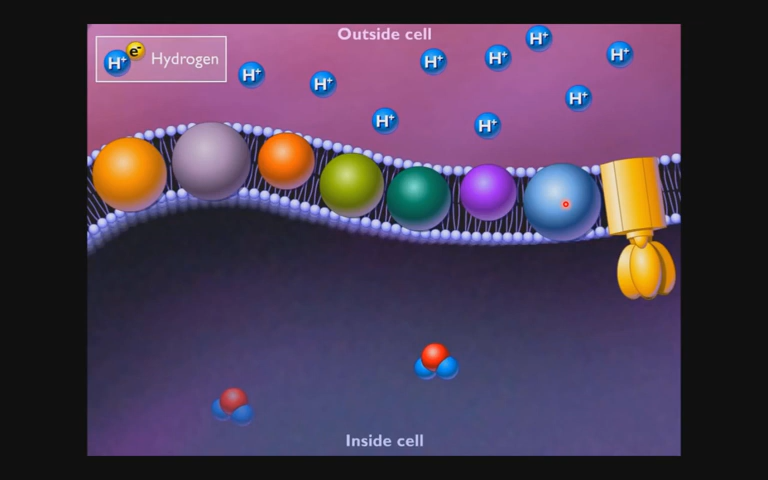 Outside cell
H+ e- Hydrogen
H+
H+
H+
H+
H+
H+
H+
H+
H+
Inside cell